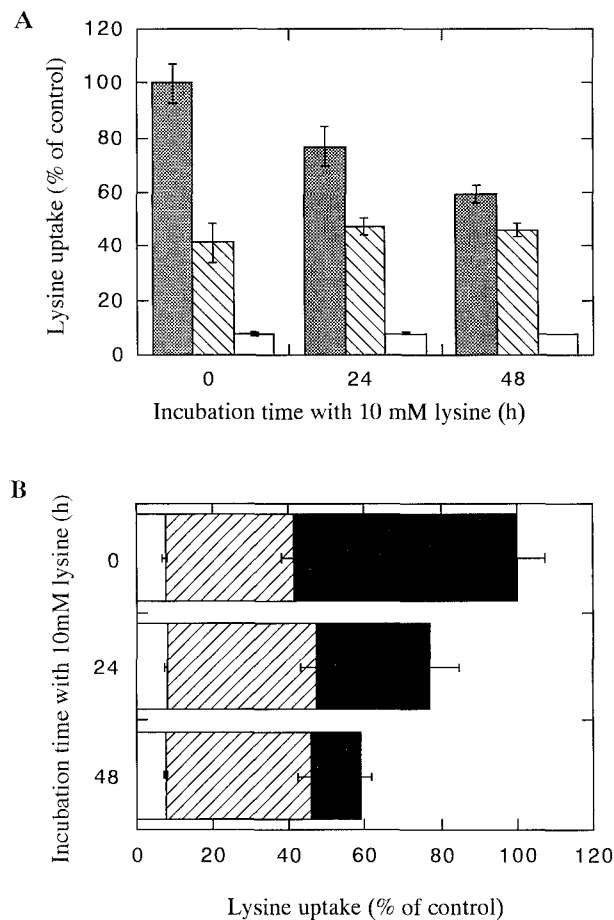 A
Lysine uptake (% of control)
120
100
80
60
40
20
0
0 24 48
Incubation time with 10 mM lysine (h)
B
Incubation time with 10mM lysine (h)
0
24
48
0 20 40 60 80 100 120
Lysine uptake (% of control)